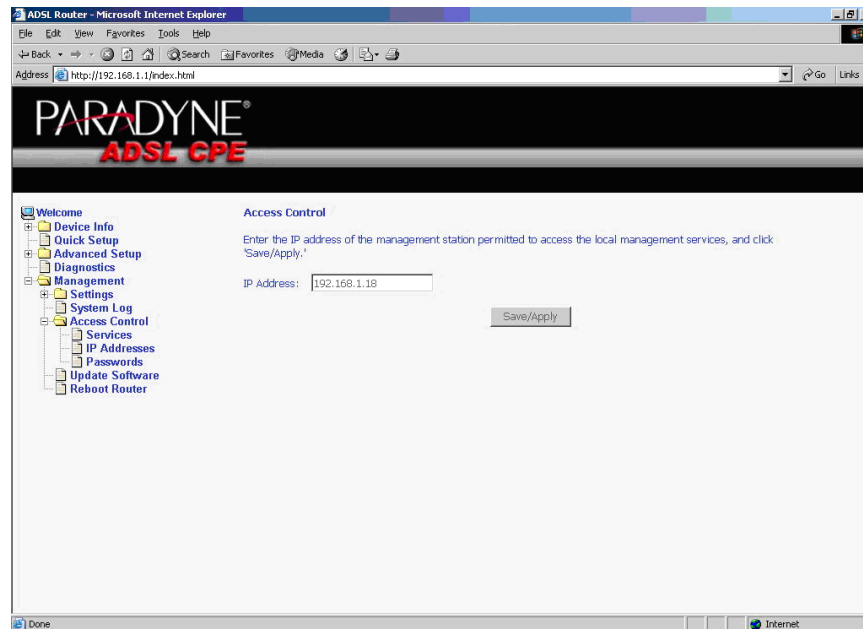 ADSL Router - Microsoft Internet Explorer
File Edit View Favorites Tools Help
Back Search Favorites Media
Address http://192.168.1.1/index.html Go Links
PARADYNE®
ADSL CPE
Welcome
Device Info
Quick Setup
Advanced Setup
Diagnostics
Management
Settings
System Log
Access Control
Services
IP Addresses
Passwords
Update Software
Reboot Router
Access Control
Enter the IP address of the management station permitted to access the local management services, and click
'Save/Apply.'
IP Address: 192.168.1.18
Save/Apply
Done Internet